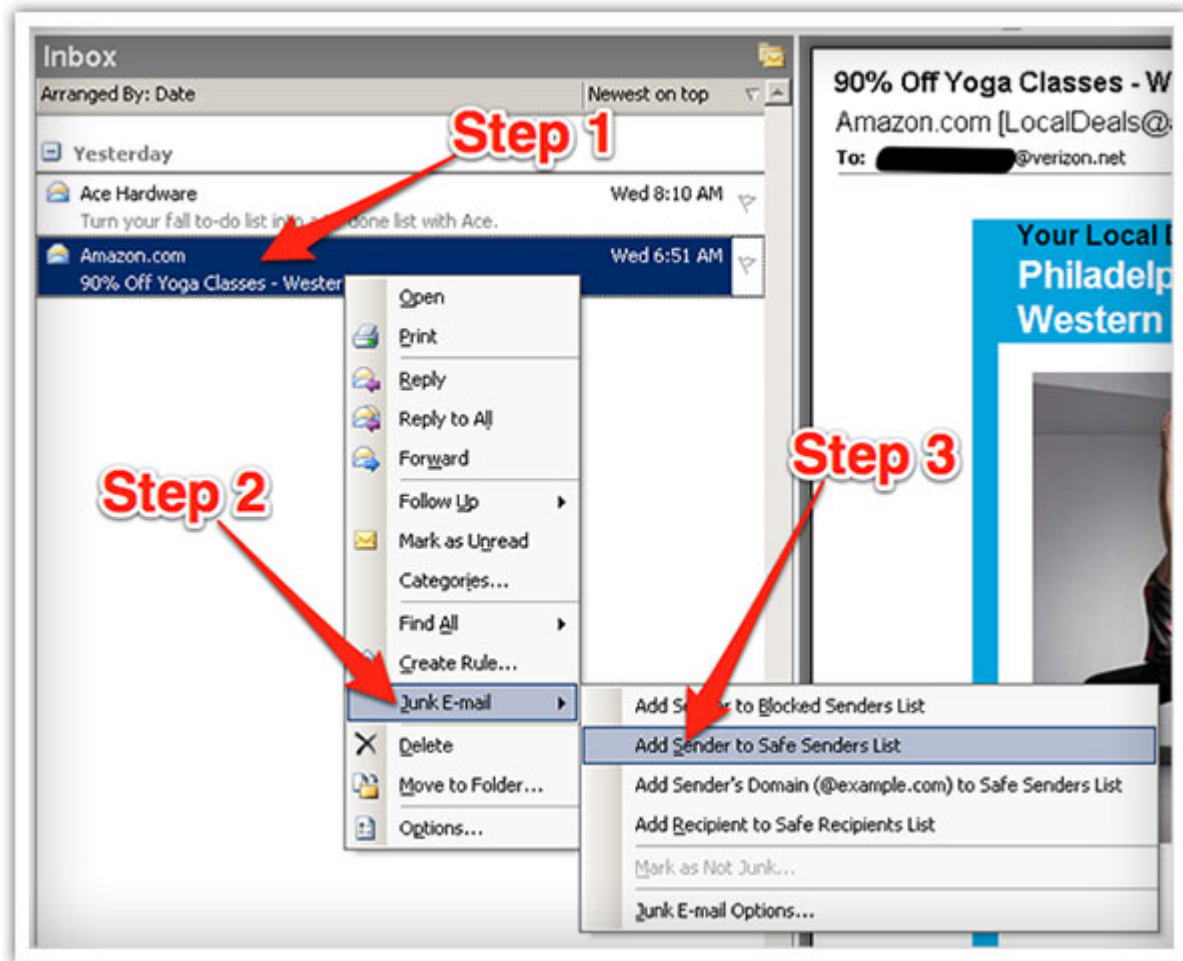 Inbox
Arranged By: Date Newest on top
Step 1
Yesterday
Ace Hardware Wed 8:10 AM
Turn your fall to-do list done list with Ace.
Amazon.com Wed 6:51 AM
90% Off Yoga Classes - Wester
Open
Print
Reply
Reply to All
Forward
Step 2
Follow Up
Mark as Unread
Categories...
Find All
Create Rule...
Junk E-mail
Delete
Move to Folder...
Options...
Step 3
Add to Blocked Senders List
Add Sender to Safe Senders List
Add Sender's Domain (@example.com) to Safe Senders List
Add Recipient to Safe Recipients List
Mark as Not Junk...
Junk E-mail Options...
90% Off Yoga Classes - W
Amazon.com [LocalDeals@
To: @verizon.net
Your Local
Philadelp
Western